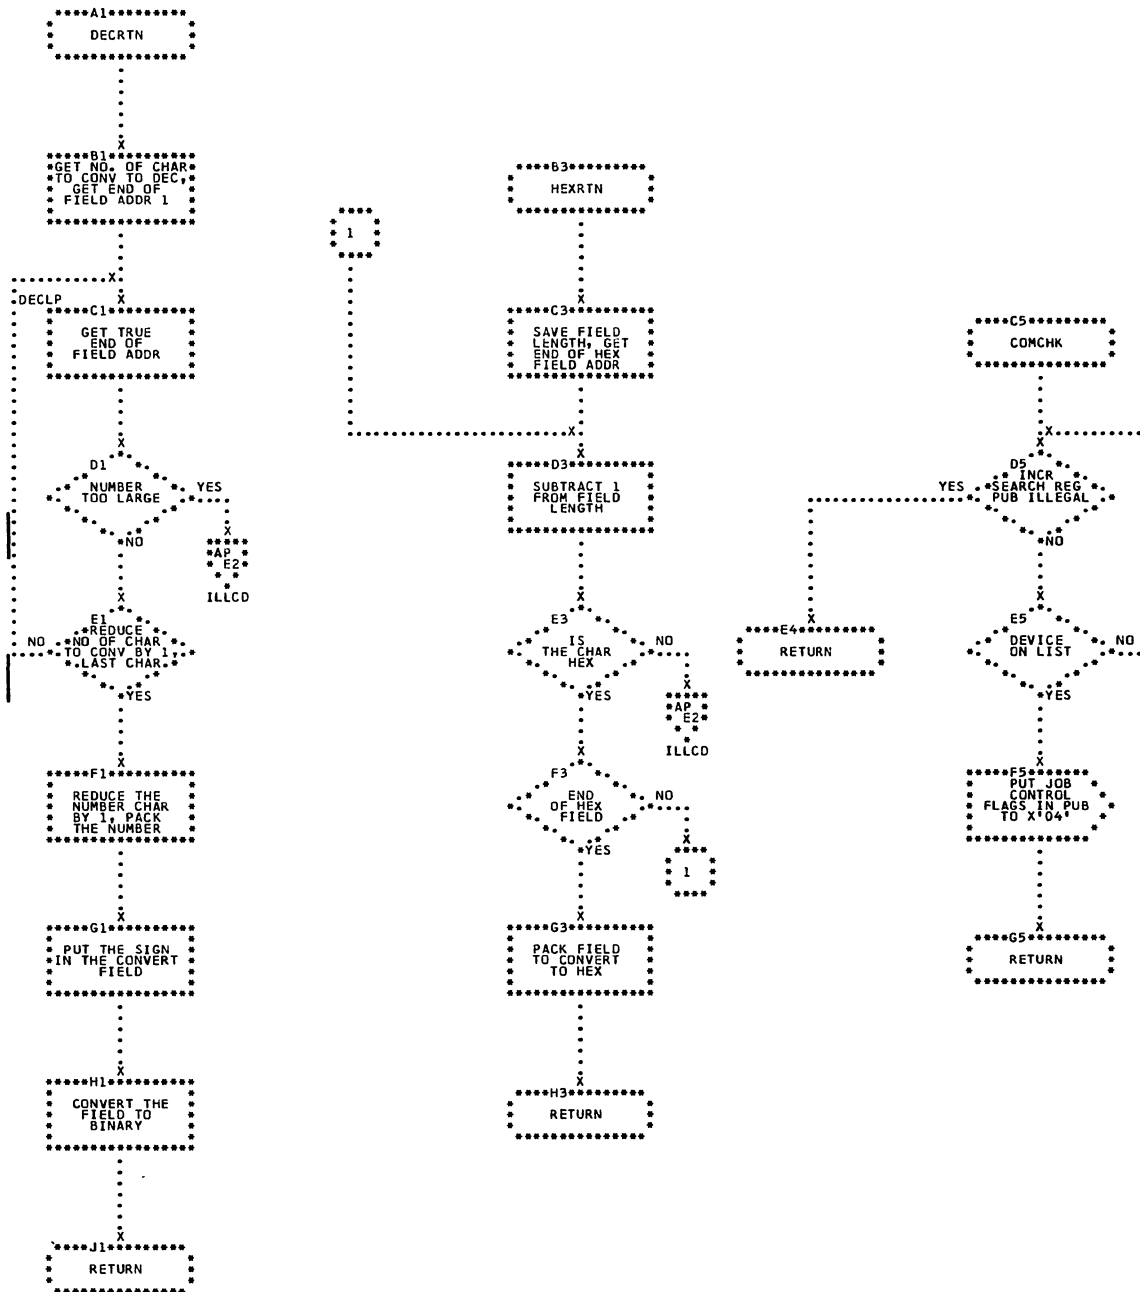 A1
DECRTN
B1
GET NO. OF CHAR
TO CONV TO DEC,
GET END OF
FIELD ADDR 1
DECLP
C1
GET TRUE
END OF
FIELD ADDR
D1
NUMBER
TOO LARGE
YES
NO
AP
E2
ILLCD
E1
REDUCE
NO OF CHAR
TO CONV BY 1,
LAST CHAR
NO
YES
F1
REDUCE THE
NUMBER CHAR
BY 1, PACK
THE NUMBER
G1
PUT THE SIGN
IN THE CONVERT
FIELD
H1
CONVERT THE
FIELD TO
BINARY
J1
RETURN
1
B3
HEXRTN
C3
SAVE FIELD
LENGTH, GET
END OF HEX
FIELD ADDR
D3
SUBTRACT 1
FROM FIELD
LENGTH
E3
IS
THE CHAR
HEX
NO
YES
AP
E2
ILLCD
F3
END
OF HEX
FIELD
NO
YES
1
G3
PACK FIELD
TO CONVERT
TO HEX
H3
RETURN
C5
COMCHK
D5
INCR
SEARCH REG
PUB ILLEGAL
YES
NO
E4
RETURN
E5
DEVICE
ON LIST
NO
YES
F5
PUT JOB
CONTROL
FLAGS IN PUB
TO X'04'
G5
RETURN